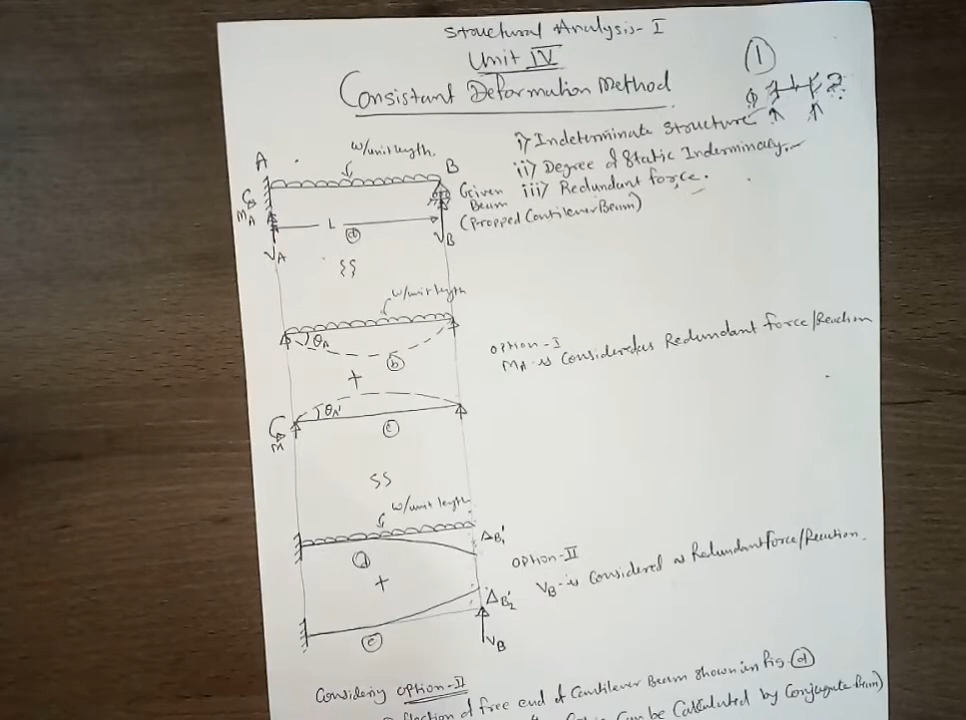 Structural Analysis-I
Unit IV
Consistant Deformation Method
1
i) Indeterminate Structure
ii) Degree of Static Inderminacy.
iii) Redundant force.
A
w/unit length.
B
MA
VA
L
a
VB
Given
Beam
(Propped Cantilever Beam)
w/unit length
θA
b
+
Option-I
MA is Considered as Redundant force/Reaction
θA'
M
c
w/unit length
ΔB1'
d
+
Option-II
VB is Considered as Redundant Force/Reaction.
ΔB2'
e
VB
Considering Option-II
of free end of Cantilever Beam shown in fig. d
Can be Calculated by Conjugate Beam)